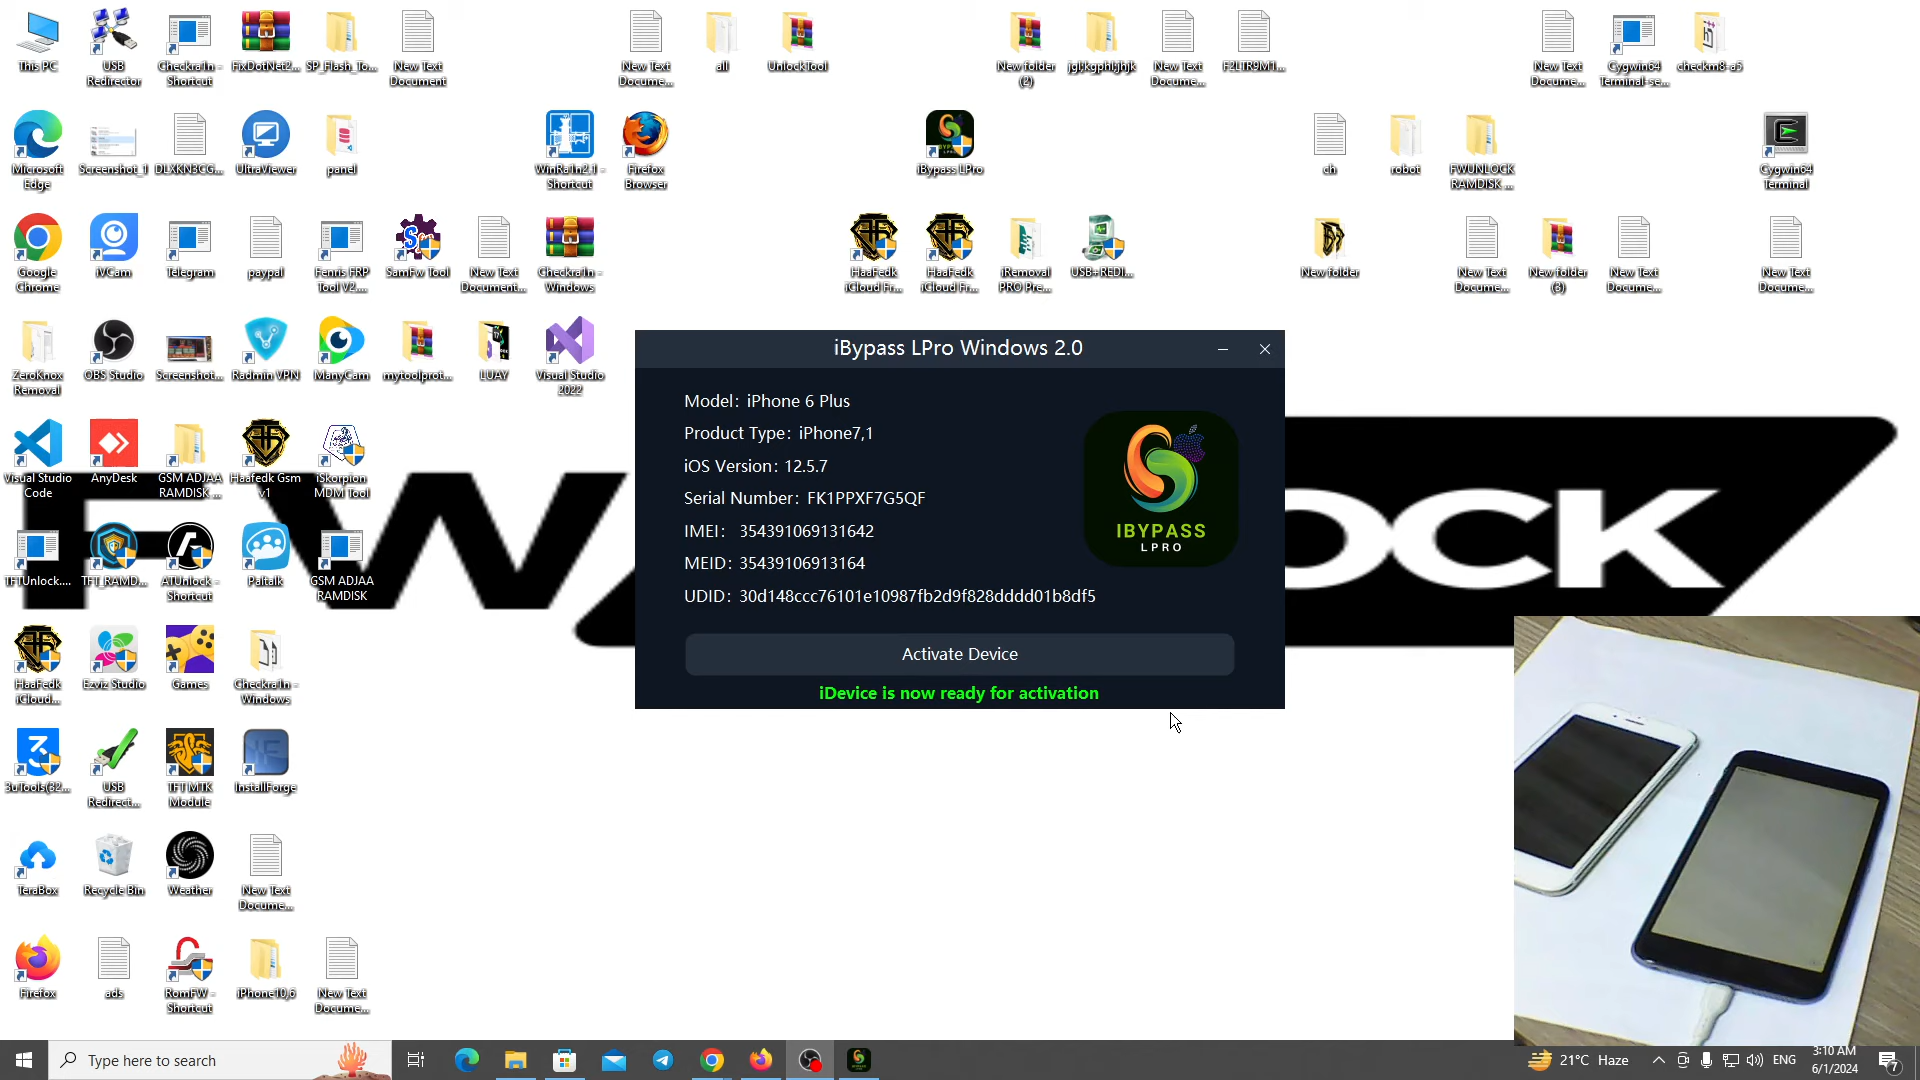 This PC
USB Redirector
Checkra1n - Shortcut
FixDotNet2...
SP_Flash_To...
New Text Document
New Text Docume...
all
UnlockTool
New folder (2)
jgl;kgphljhjk
New Text Docume...
F2LTR9M1...
New Text Docume...
Cygwin64 Terminal-se...
checkm8-a5
Microsoft Edge
Screenshot_1
DLXKN3CG...
UltraViewer
panel
WinRa1n2.1 - Shortcut
Firefox Browser
iBypass LPro
ch
robot
FWUNLOCK RAMDISK ...
Cygwin64 Terminal
Google Chrome
iVCam
Telegram
paypal
Fenris FRP Tool V2....
SamFw Tool
New Text Document...
Checkra1n - Windows
HaaFedk iCloud Fr...
HaaFedk iCloud Fr...
iRemoval PRO Pre...
USB+REDI...
New folder
New Text Docume...
New folder (3)
New Text Docume...
New Text Docume...
ZeroKnox Removal
OBS Studio
Screenshot...
Radmin VPN
ManyCam
mytoolprot...
LUAY
Visual Studio 2022
iBypass LPro Windows 2.0
Model: iPhone 6 Plus
Product Type: iPhone7,1
iOS Version: 12.5.7
Serial Number: FK1PPXF7G5QF
IMEI: 354391069131642
MEID: 35439106913164
UDID: 30d148ccc76101e10987fb2d9f828dddd01b8df5
IBYPASS
LPRO
Activate Device
iDevice is now ready for activation
Visual Studio Code
AnyDesk
GSM ADJAA RAMDISK ...
Haafedk Gsm v1
iSkorpion MDM Tool
TFTUnlock....
TFT_RAMD...
ATUnlock - Shortcut
Paltalk
GSM ADJAA RAMDISK
HaaFedk iCloud...
Ezviz Studio
Games
Checkra1n - Windows
3uTools(32...
USB Redirect...
TFT MTK Module
InstallForge
TeraBox
Recycle Bin
Weather
New Text Docume...
Firefox
ads
RomFW - Shortcut
iPhone10,6
New Text Docume...
Type here to search
21°C Haze
ENG
3:10 AM
6/1/2024
7